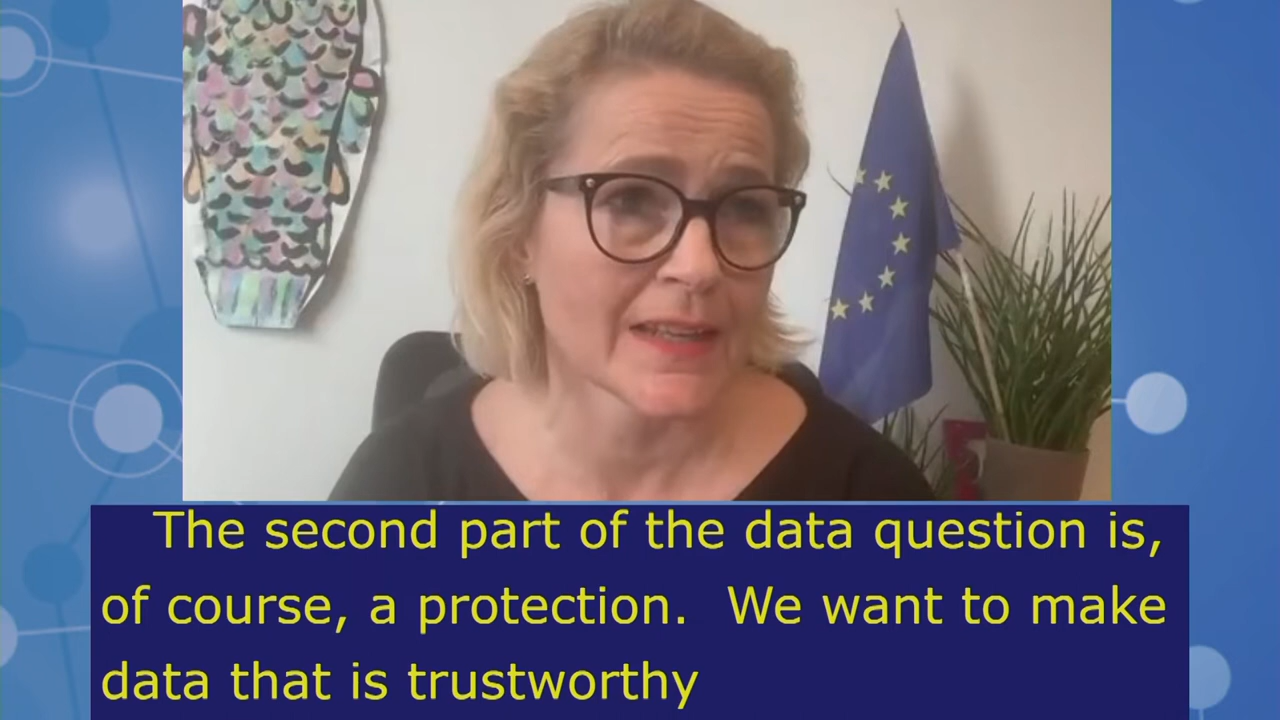 The second part of the data question is,
of course, a protection.  We want to make
data that is trustworthy